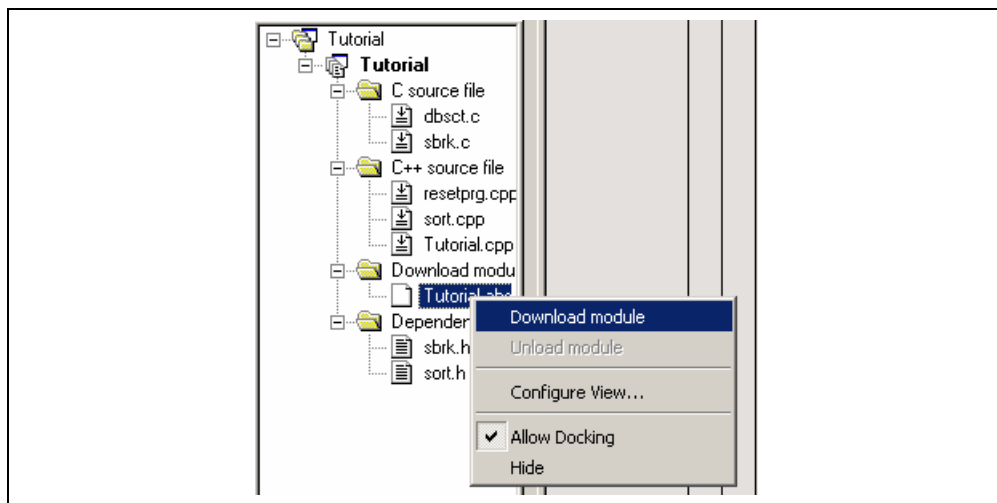 Tutorial
Tutorial
C source file
dbsct.c
sbrk.c
C++ source file
resetprg.cpp
sort.cpp
Tutorial.cpp
Download modu
Download module
Unload module
sbrk.h
sort.h
Configure View...
Allow Docking
Hide